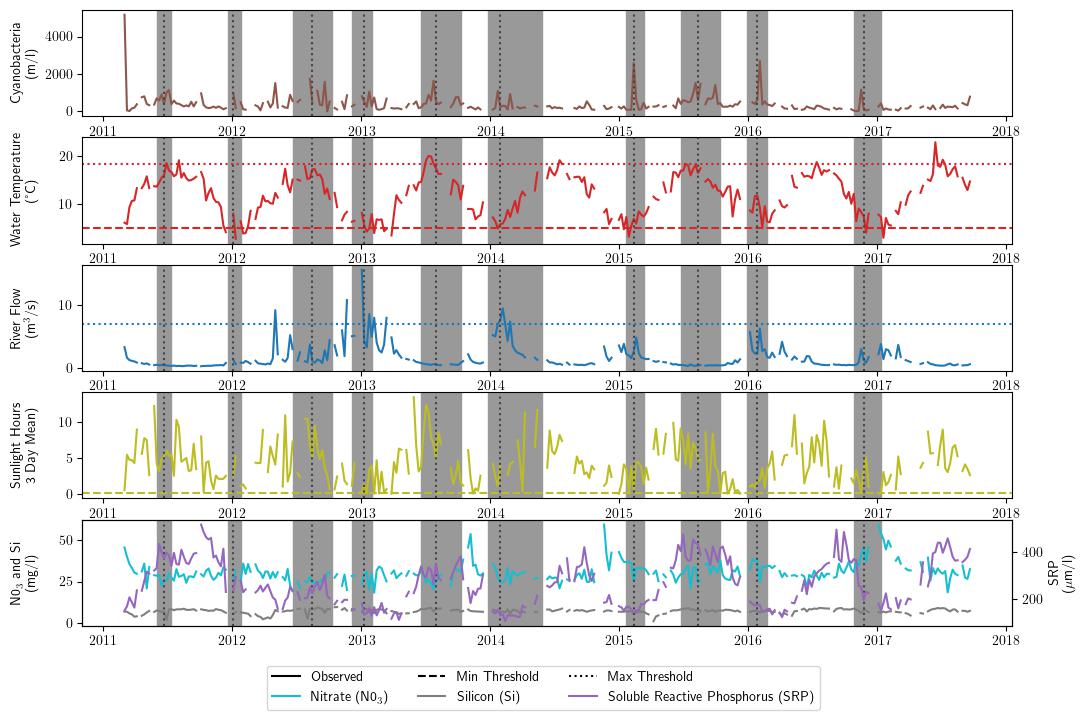 Cyanobacteria
(m/l)
4000
2000
0
2011 2012 2013 2014 2015 2016 2017 2018
Water Temperature
(°C)
20
10
2011 2012 2013 2014 2015 2016 2017 2018
River Flow
(m³/s)
10
0
2011 2012 2013 2014 2015 2016 2017 2018
Sunlight Hours
3 Day Mean)
10
5
0
2011 2012 2013 2014 2015 2016 2017 2018
N0₃ and Si
(mg/l)
50
25
0
400
200
SRP
(μm/l)
2011 2012 2013 2014 2015 2016 2017 2018
Observed Min Threshold Max Threshold
Nitrate (N0₃) Silicon (Si) Soluble Reactive Phosphorus (SRP)